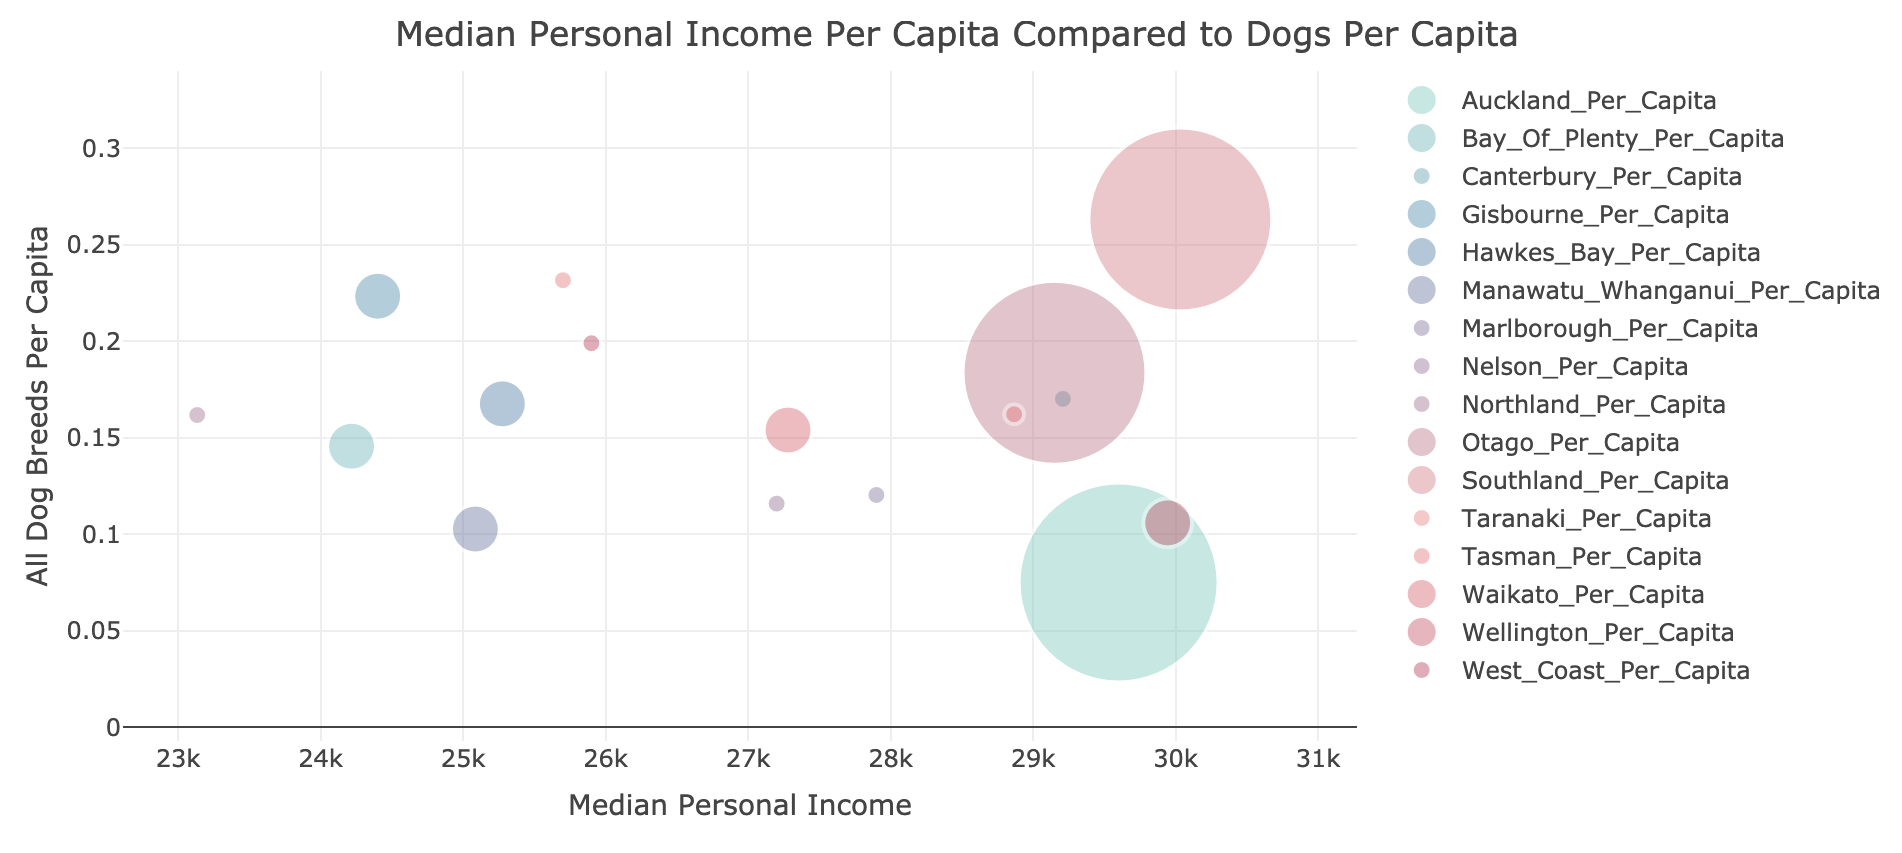 Median Personal Income Per Capita Compared to Dogs Per Capita
All Dog Breeds Per Capita
0.3
0.25
0.2
0.15
0.1
0.05
0
23k 24k 25k 26k 27k 28k 29k 30k 31k
Median Personal Income
Auckland_Per_Capita
Bay_Of_Plenty_Per_Capita
Canterbury_Per_Capita
Gisbourne_Per_Capita
Hawkes_Bay_Per_Capita
Manawatu_Whanganui_Per_Capita
Marlborough_Per_Capita
Nelson_Per_Capita
Northland_Per_Capita
Otago_Per_Capita
Southland_Per_Capita
Taranaki_Per_Capita
Tasman_Per_Capita
Waikato_Per_Capita
Wellington_Per_Capita
West_Coast_Per_Capita